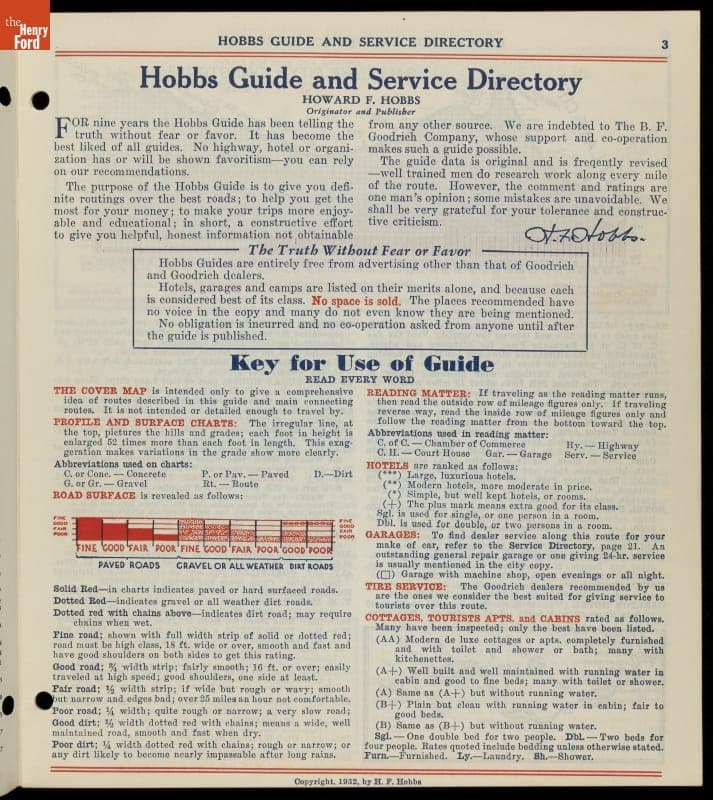 the
Henry
Ford
HOBBS GUIDE AND SERVICE DIRECTORY 3
Hobbs Guide and Service Directory
HOWARD F. HOBBS
Originator and Publisher
FOR nine years the Hobbs Guide has been telling the
truth without fear or favor. It has become the
best liked of all guides. No highway, hotel or organi-
zation has or will be shown favoritism—you can rely
on our recommendations.
The purpose of the Hobbs Guide is to give you defi-
nite routings over the best roads; to help you get the
most for your money; to make your trips more enjoy-
able and educational; in short, a constructive effort
to give you helpful, honest information not obtainable
from any other source. We are indebted to The B. F.
Goodrich Company, whose support and co-operation
makes such a guide possible.
The guide data is original and is freqently revised
—well trained men do research work along every mile
of the route. However, the comment and ratings are
one man's opinion; some mistakes are unavoidable. We
shall be very grateful for your tolerance and construc-
tive criticism.
H. F. Hobbs.
The Truth Without Fear or Favor
Hobbs Guides are entirely free from advertising other than that of Goodrich
and Goodrich dealers.
Hotels, garages and camps are listed on their merits alone, and because each
is considered best of its class. No space is sold. The places recommended have
no voice in the copy and many do not even know they are being mentioned.
No obligation is incurred and no co-operation asked from anyone until after
the guide is published.
Key for Use of Guide
READ EVERY WORD
THE COVER MAP is intended only to give a comprehensive
idea of routes described in this guide and main connecting
routes. It is not intended or detailed enough to travel by.
PROFILE AND SURFACE CHARTS: The irregular line, at
the top, pictures the hills and grades; each foot in height is
enlarged 52 times more than each foot in length. This exag-
geration makes variations in the grade show more clearly.
Abbreviations used on charts:
C. or Conc. — Concrete P. or Pav. — Paved D.—Dirt
G. or Gr. — Gravel Rt. — Route
ROAD SURFACE is revealed as follows:
FINE
GOOD
FAIR
POOR
FINE GOOD FAIR POOR FINE GOOD FAIR POOR GOOD POOR
FINE
GOOD
FAIR
POOR
PAVED ROADS GRAVEL OR ALL WEATHER DIRT ROADS
Solid Red—in charts indicates paved or hard surfaced roads.
Dotted Red—indicates gravel or all weather dirt roads.
Dotted red with chains above—indicates dirt road; may require
chains when wet.
Fine road; shown with full width strip of solid or dotted red;
road must be high class, 18 ft. wide or over, smooth and fast and
have good shoulders on both sides to get this rating.
Good road; ¾ width strip; fairly smooth; 16 ft. or over; easily
traveled at high speed; good shoulders, one side at least.
Fair road; ½ width strip; if wide but rough or wavy; smooth
but narrow and edges bad; over 25 miles an hour not comfortable.
Poor road; ¼ width; quite rough or narrow; a very slow road;
Good dirt; ½ width dotted red with chains; means a wide, well
maintained road, smooth and fast when dry.
Poor dirt; ¼ width dotted red with chains; rough or narrow; or
any dirt likely to become nearly impassable after long rains.
READING MATTER: If traveling as the reading matter runs,
then read the outside row of mileage figures only. If traveling
reverse way, read the inside row of mileage figures only and
follow the reading matter from the bottom toward the top.
Abbreviations used in reading matter:
C. of C. — Chamber of Commerce Hy. — Highway
C. H. — Court House Gar. — Garage Serv. — Service
HOTELS are ranked as follows:
(***) Large, luxurious hotels.
(**) Modern hotels, more moderate in price.
(*) Simple, but well kept hotels, or rooms.
(+) The plus mark means extra good for its class.
Sgl. is used for single, or one person in a room.
Dbl. is used for double, or two persons in a room.
GARAGES: To find dealer service along this route for your
make of car, refer to the Service Directory, page 21. An
outstanding general repair garage or one giving 24-hr. service
is usually mentioned in the city copy.
(□) Garage with machine shop, open evenings or all night.
TIRE SERVICE: The Goodrich dealers recommended by us
are the ones we consider the best suited for giving service to
tourists over this route.
COTTAGES, TOURISTS APTS. and CABINS rated as follows.
Many have been inspected; only the best have been listed.
(AA) Modern de luxe cottages or apts. completely furnished
and with toilet and shower or bath; many with
kitchenettes.
(A+) Well built and well maintained with running water in
cabin and good to fine beds; many with toilet or shower.
(A) Same as (A+) but without running water.
(B+) Plain but clean with running water in cabin; fair to
good beds.
(B) Same as (B+) but without running water.
Sgl. — One double bed for two people. Dbl. — Two beds for
four people. Rates quoted include bedding unless otherwise stated.
Furn.—Furnished. Ly.—Laundry. Sh.—Shower.
Copyright, 1932, by H. F. Hobbs